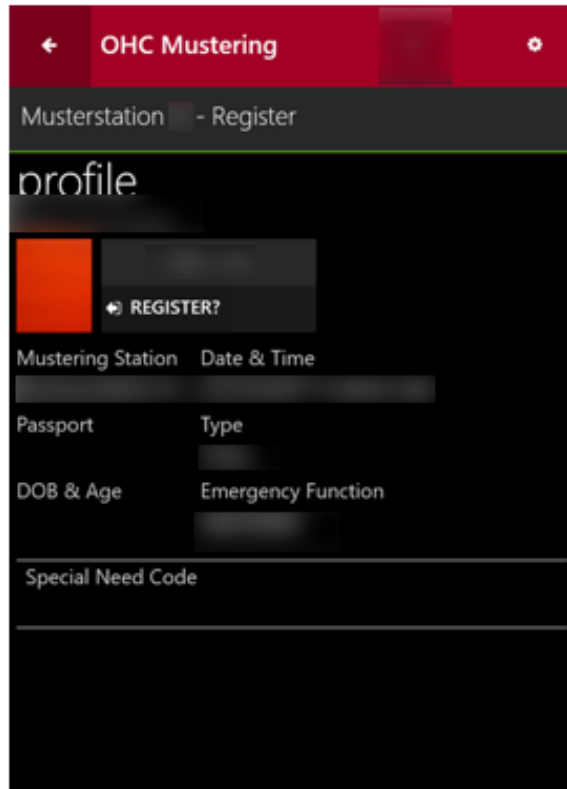 OHC Mustering
Musterstation - Register
profile
REGISTER?
Mustering Station Date & Time
Passport Type
DOB & Age Emergency Function
Special Need Code